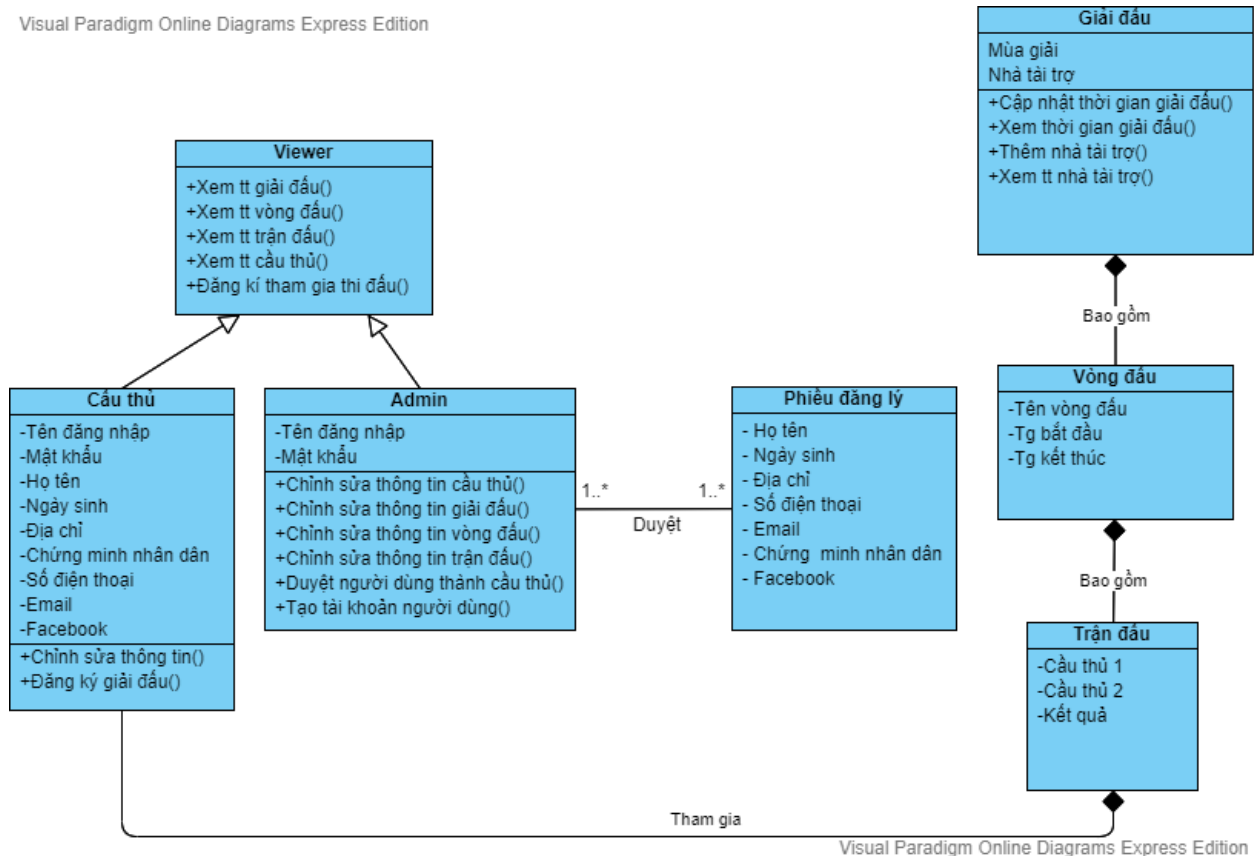 Visual Paradigm Online Diagrams Express Edition
Giải đấu
Mùa giải
Nhà tài trợ
+Cập nhật thời gian giải đấu()
+Xem thời gian giải đấu()
+Thêm nhà tài trợ()
+Xem tt nhà tài trợ()
Viewer
+Xem tt giải đấu()
+Xem tt vòng đấu()
+Xem tt trận đấu()
+Xem tt cầu thủ()
+Đăng kí tham gia thi đấu()
Bao gồm
Cầu thủ
-Tên đăng nhập
-Mật khẩu
-Họ tên
-Ngày sinh
-Địa chỉ
-Chứng minh nhân dân
-Số điện thoại
-Email
-Facebook
+Chỉnh sửa thông tin()
+Đăng ký giải đấu()
Admin
-Tên đăng nhập
-Mật khẩu
+Chỉnh sửa thông tin cầu thủ()
+Chỉnh sửa thông tin giải đấu()
+Chỉnh sửa thông tin vòng đấu()
+Chỉnh sửa thông tin trận đấu()
+Duyệt người dùng thành cầu thủ()
+Tạo tài khoản người dùng()
1..*
1..*
Duyệt
Phiều đăng lý
- Họ tên
- Ngày sinh
- Địa chỉ
- Số điện thoại
- Email
- Chứng minh nhân dân
- Facebook
Vòng đấu
-Tên vòng đấu
-Tg bắt đầu
-Tg kết thúc
Bao gồm
Trận đấu
-Cầu thủ 1
-Cầu thủ 2
-Kết quả
Tham gia
Visual Paradigm Online Diagrams Express Edition